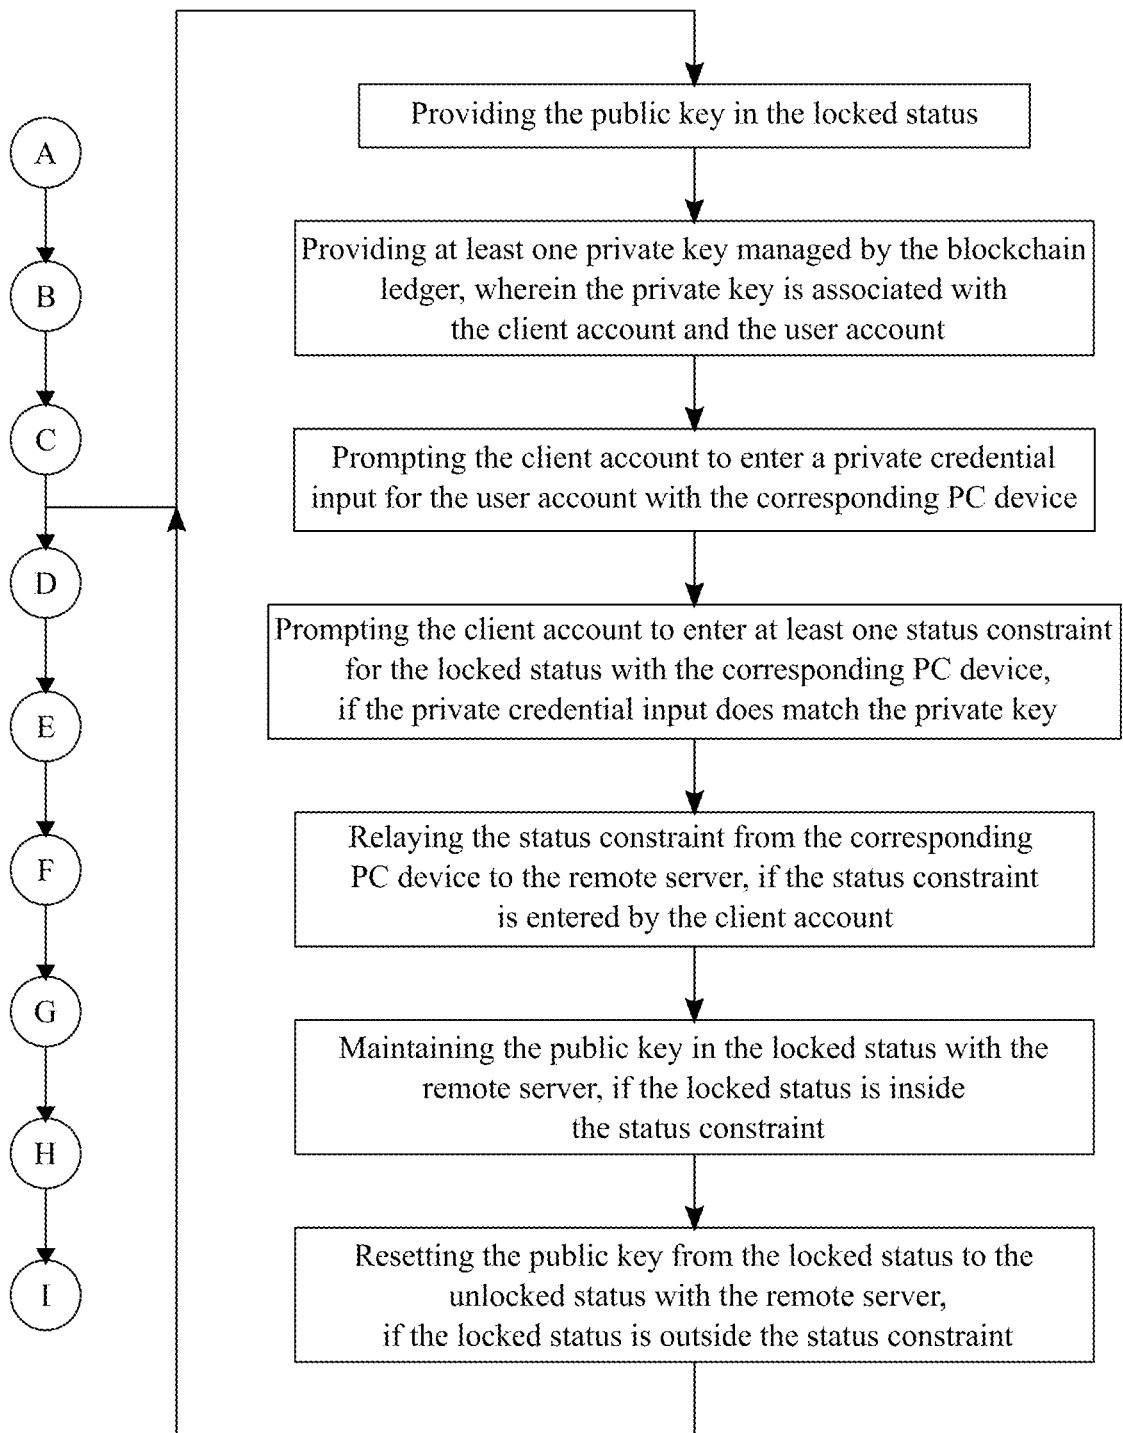 A
B
C
D
E
F
G
H
I
Providing the public key in the locked status
Providing at least one private key managed by the blockchain
ledger, wherein the private key is associated with
the client account and the user account
Prompting the client account to enter a private credential
input for the user account with the corresponding PC device
Prompting the client account to enter at least one status constraint
for the locked status with the corresponding PC device,
if the private credential input does match the private key
Relaying the status constraint from the corresponding
PC device to the remote server, if the status constraint
is entered by the client account
Maintaining the public key in the locked status with the
remote server, if the locked status is inside
the status constraint
Resetting the public key from the locked status to the
unlocked status with the remote server,
if the locked status is outside the status constraint